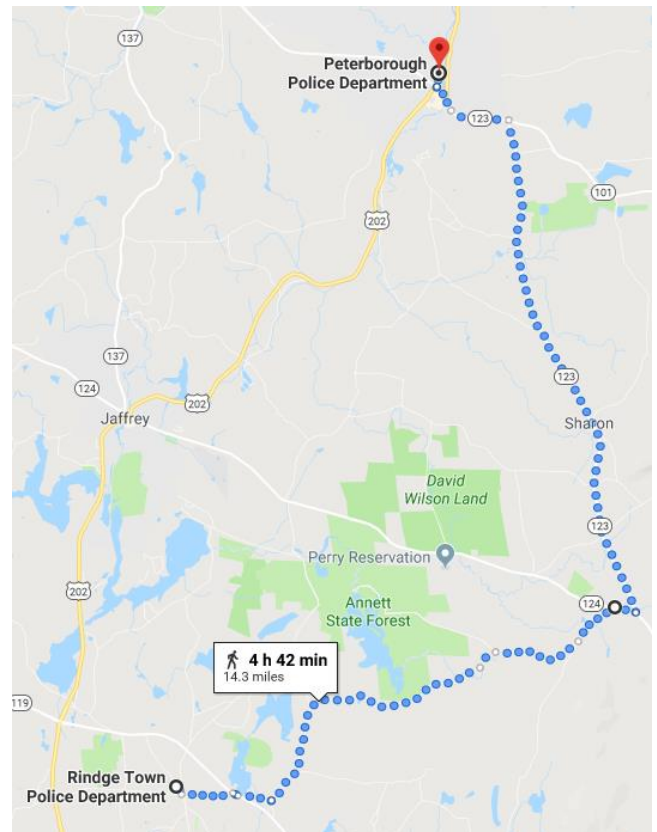 137
Peterborough
Police Department
123
101
202
137
123
124
202
Jaffrey
Sharon
David
Wilson Land
123
Perry Reservation
202
124
Annett
State Forest
4 h 42 min
14.3 miles
119
Rindge Town
Police Department